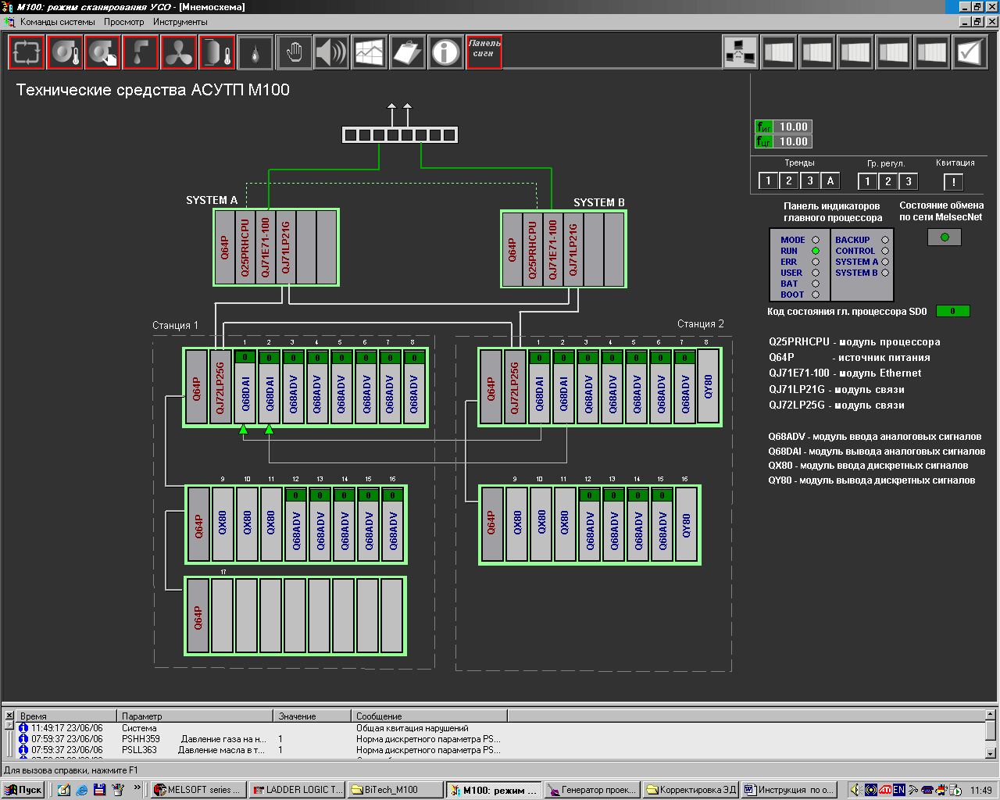 М100: режим сканирования УСО - [Мнемосхема]
Команды системы Просмотр Инструменты
Панель
сигн
Технические средства АСУТП М100
fиг 10.00
fцг 10.00
Тренды Гр. регул. Квитация
1 2 3 А 1 2 3 !
SYSTEM A SYSTEM B
Панель индикаторов
главного процессора
Состояние обмена
по сети MelsecNet
Q64P Q25PRHCPU QJ71E71-100 QJ71LP21G
Q64P Q25PRHCPU QJ71E71-100 QJ71LP21G
MODE BACKUP
RUN CONTROL
ERR SYSTEM A
USER SYSTEM B
BAT
BOOT
Код состояния гл. процессора SD0 0
Станция 1 Станция 2
1 2 3 4 5 6 7 8
0 0 0 0 0 0 0 0
Q64P QJ72LP25G Q68DAI Q68DAI Q68ADV Q68ADV Q68ADV Q68ADV Q68ADV Q68ADV
1 2 3 4 5 6 7 8
0 0 0 0 0 0 0
Q64P QJ72LP25G Q68DAI Q68DAI Q68ADV Q68ADV Q68ADV Q68ADV Q68ADV QY80
Q25PRHCPU - модуль процессора
Q64P - источник питания
QJ71E71-100 - модуль Ethernet
QJ71LP21G - модуль связи
QJ72LP25G - модуль связи
Q68ADV - модуль ввода аналоговых сигналов
Q68DAI - модуль вывода аналоговых сигналов
QX80 - модуль ввода дискретных сигналов
QY80 - модуль вывода дискретных сигналов
9 10 11 12 13 14 15 16
0 0 0 0 0
Q64P QX80 QX80 QX80 Q68ADV Q68ADV Q68ADV Q68ADV Q68ADV
9 10 11 12 13 14 15 16
0 0 0 0
Q64P QX80 QX80 QX80 Q68ADV Q68ADV Q68ADV Q68ADV QY80
17
Q64P
Время Параметр Значение Сообщение
11:49:17 23/06/06 Система Общая квитация нарушений
07:59:37 23/06/06 PSHH359 Давление газа на н... 1 Норма дискретного параметра PS...
07:59:37 23/06/06 PSLL363 Давление масла в т... 1 Норма дискретного параметра PS...
Для вызова справки, нажмите F1
Пуск » MELSOFT series ... LADDER LOGIC T... BiTech_M100 М100: режим ... Генератор проек... Корректировка ЭД Инструкция по о... EN 11:49